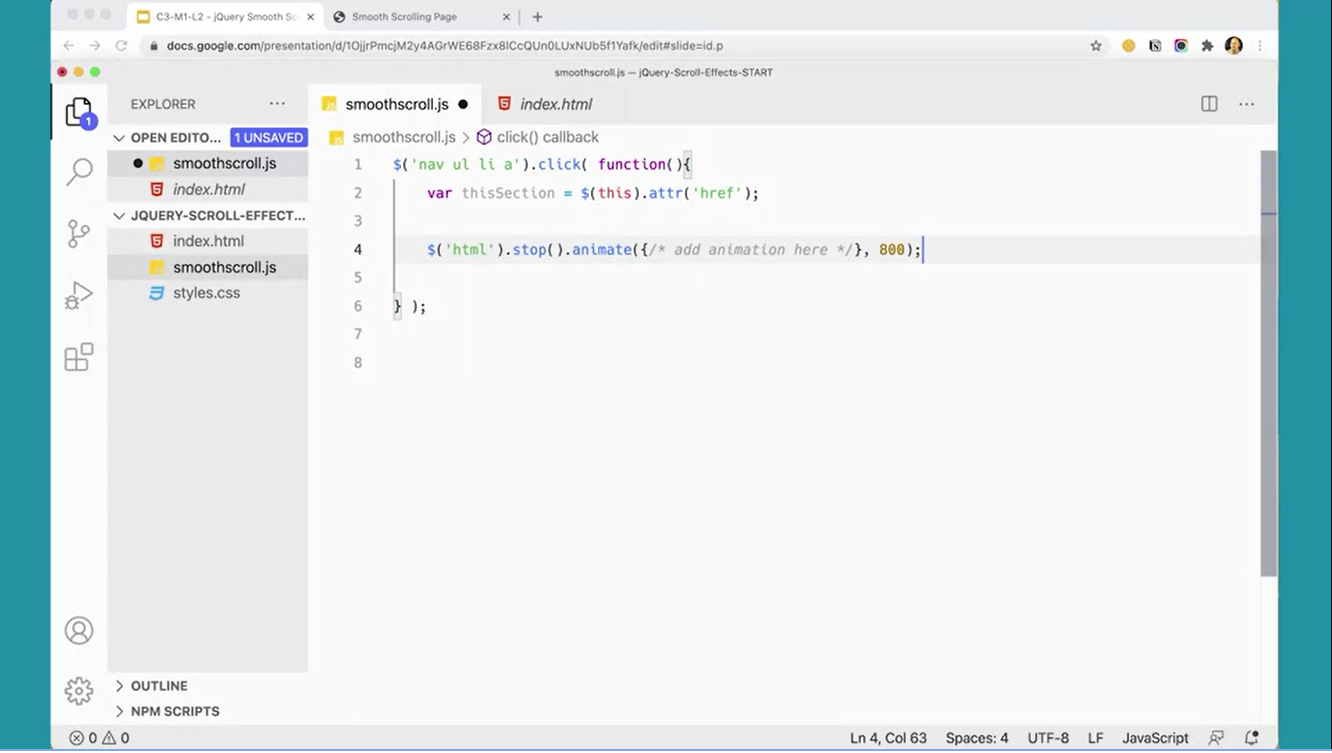 C3-M1-L2 - jQuery Smooth Sc
Smooth Scrolling Page
docs.google.com/presentation/d/1OjjrPmcjM2y4AGrWE68Fzx8lCcQUn0LUxNUb5f1Yafk/edit#slide=id.p
smoothscroll.js — jQuery-Scroll-Effects-START
EXPLORER
smoothscroll.js
index.html
1
OPEN EDITO... 1 UNSAVED
smoothscroll.js > click() callback
smoothscroll.js
index.html
JQUERY-SCROLL-EFFECT...
index.html
smoothscroll.js
styles.css
1 $('nav ul li a').click( function(){
2 var thisSection = $(this).attr('href');
3
4 $('html').stop().animate({/* add animation here */}, 800);
5
6 } );
7
8
OUTLINE
NPM SCRIPTS
0 0 Ln 4, Col 63 Spaces: 4 UTF-8 LF JavaScript